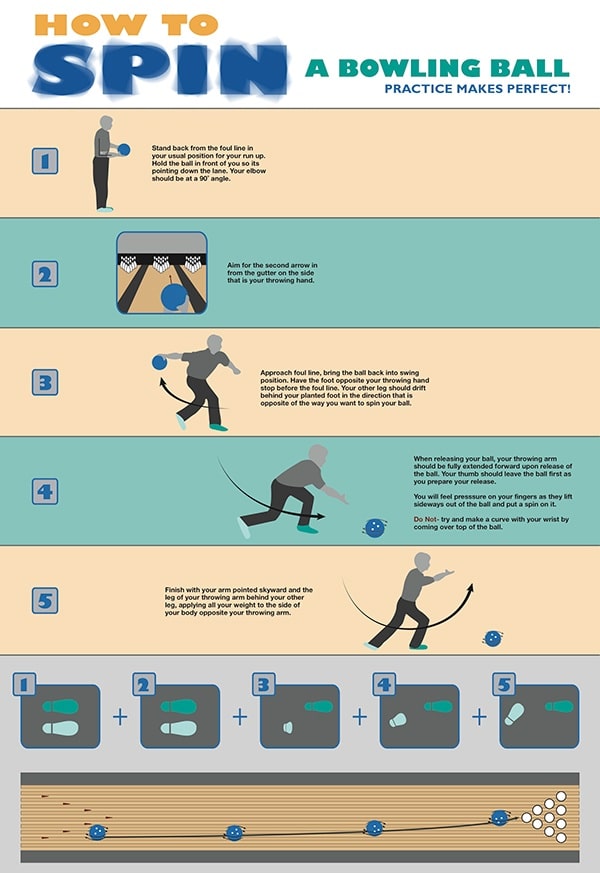 HOW TO
SPIN
A BOWLING BALL
PRACTICE MAKES PERFECT!
1
Stand back from the foul line in
your usual position for your run up.
Hold the ball in front of you so its
pointing down the lane. Your elbow
should be at a 90° angle.
2
Aim for the second arrow in
from the gutter on the side
that is your throwing hand.
3
Approach foul line, bring the ball back into swing
position. Have the foot opposite your throwing hand
stop before the foul line. Your other leg should drift
behind your planted foot in the direction that is
opposite of the way you want to spin your ball.
4
When releasing your ball, your throwing arm
should be fully extended forward upon release of
the ball. Your thumb should leave the ball first as
you prepare your release.
You will feel presssure on your fingers as they lift
sideways out of the ball and put a spin on it.
Do Not- try and make a curve with your wrist by
coming over top of the ball.
5
Finish with your arm pointed skyward and the
leg of your throwing arm behind your other
leg, applying all your weight to the side of
your body opposite your throwing arm.
1 + 2 + 3 + 4 + 5